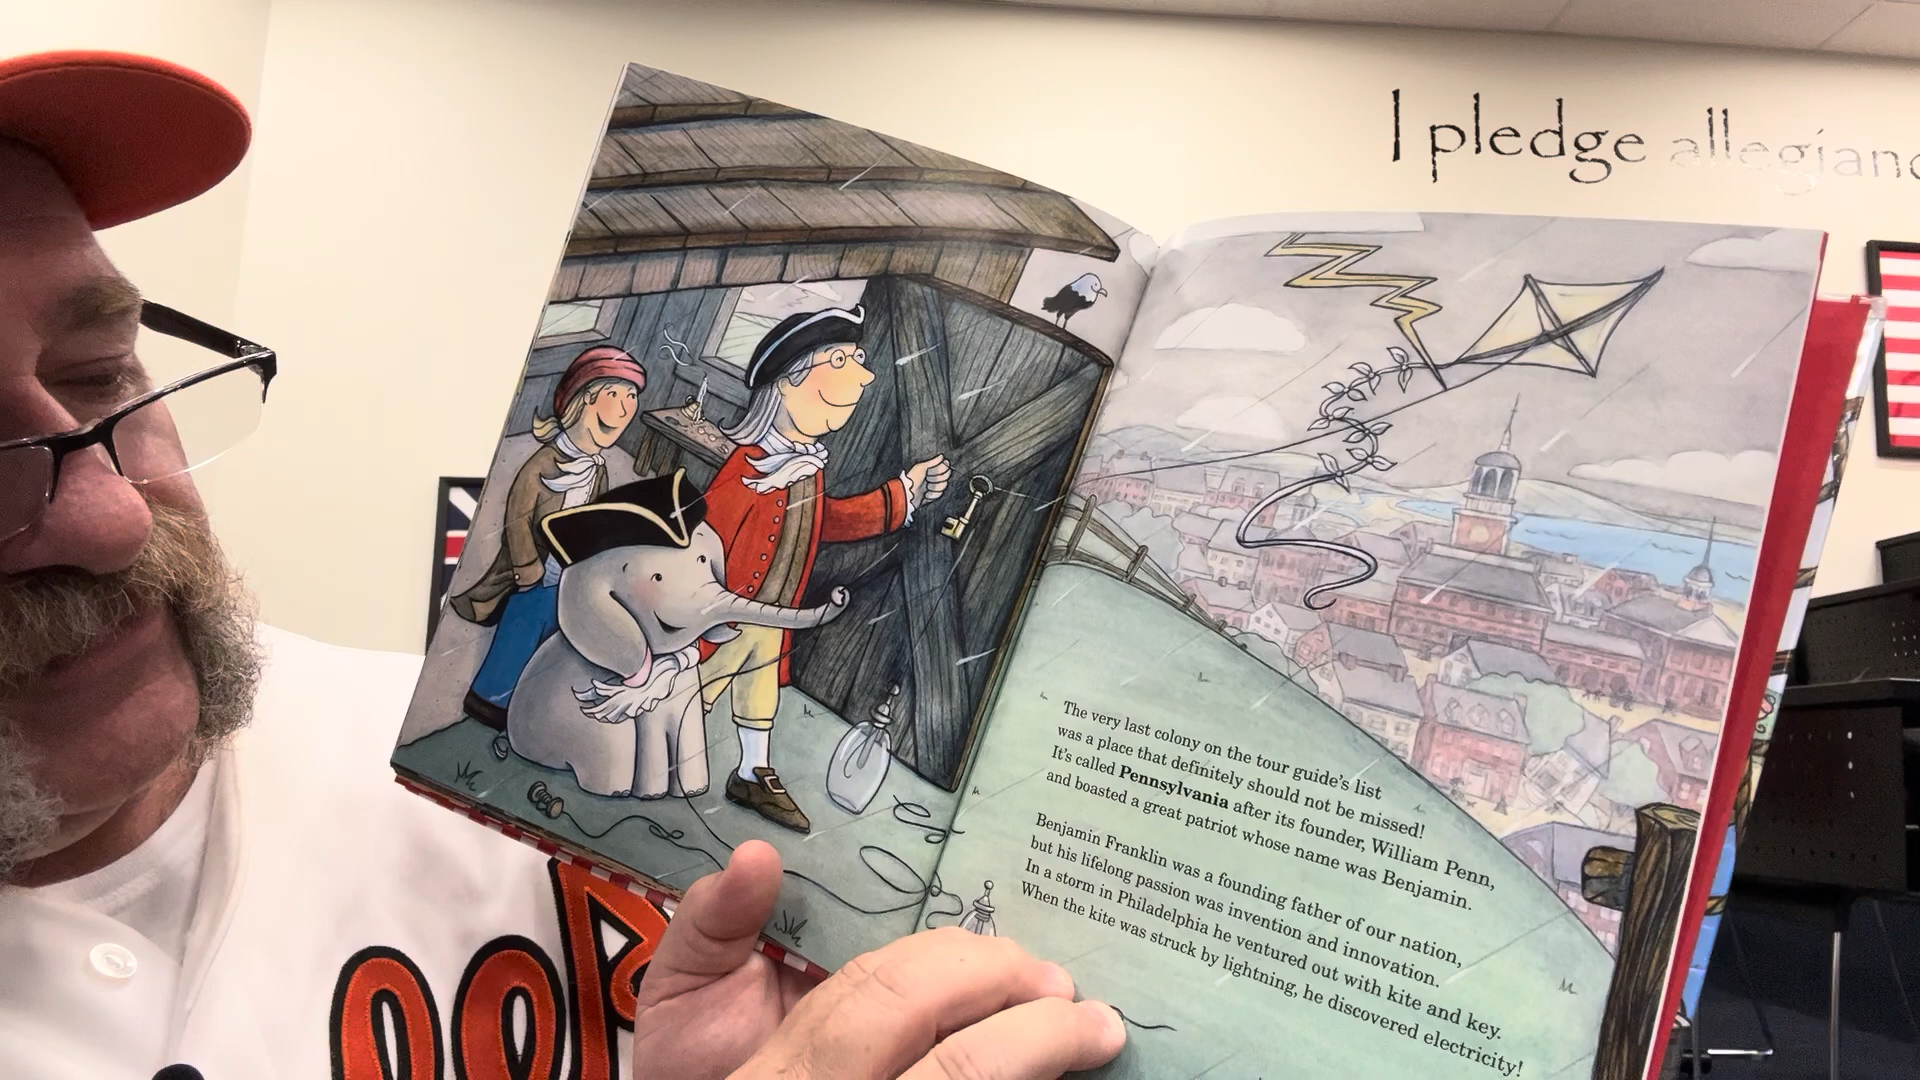 I pledge allegianc
The very last colony on the tour guide's list
was a place that definitely should not be missed!
It's called Pennsylvania after its founder, William Penn,
and boasted a great patriot whose name was Benjamin.
Benjamin Franklin was a founding father of our nation,
but his lifelong passion was invention and innovation.
In a storm in Philadelphia he ventured out with kite and key.
When the kite was struck by lightning, he discovered electricity!